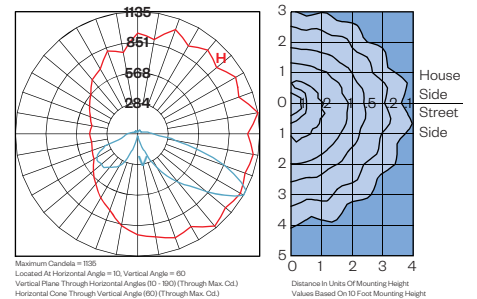 1135
851
568
284
H
V
Maximum Candela = 1135
Located At Horizontal Angle = 10, Vertical Angle = 60
Vertical Plane Through Horizontal Angles (10 - 190) (Through Max. Cd.)
Horizontal Cone Through Vertical Angle (60) (Through Max. Cd.)
3
2
1
0
1
2
3
4
5
1 2 1 .5 .2 .1
House
Side
Street
Side
0 1 2 3 4
Distance In Units Of Mounting Height
Values Based On 10 Foot Mounting Height